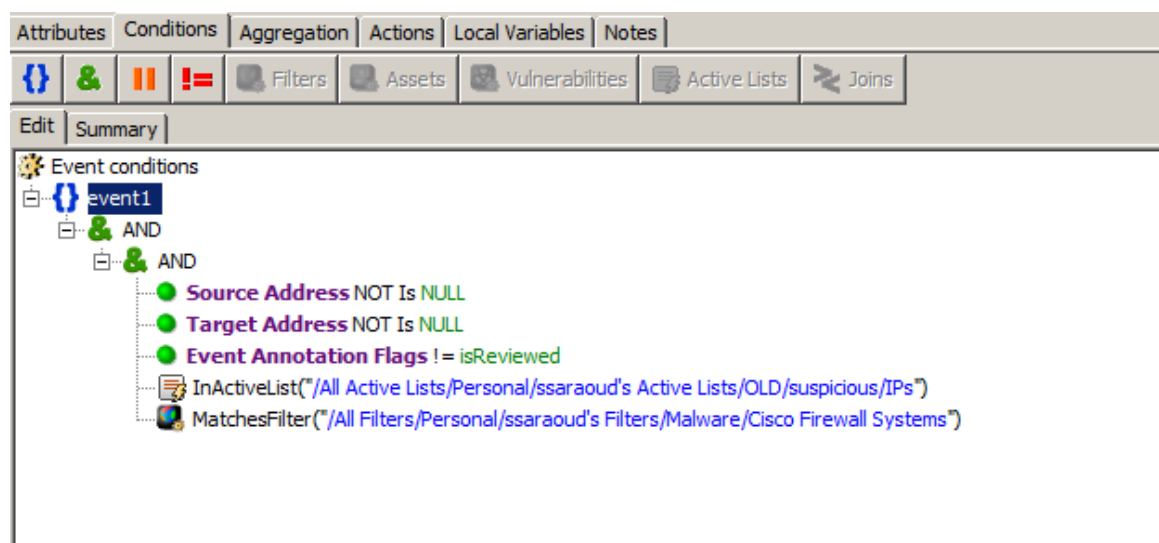 Attributes Conditions Aggregation Actions Local Variables Notes
{} & != Filters Assets Vulnerabilities Active Lists Joins
Edit Summary
Event conditions
{} event1
& AND
& AND
Source Address NOT Is NULL
Target Address NOT Is NULL
Event Annotation Flags != isReviewed
InActiveList("/All Active Lists/Personal/ssaraoud's Active Lists/OLD/suspicious/IPs")
MatchesFilter("/All Filters/Personal/ssaraoud's Filters/Malware/Cisco Firewall Systems")